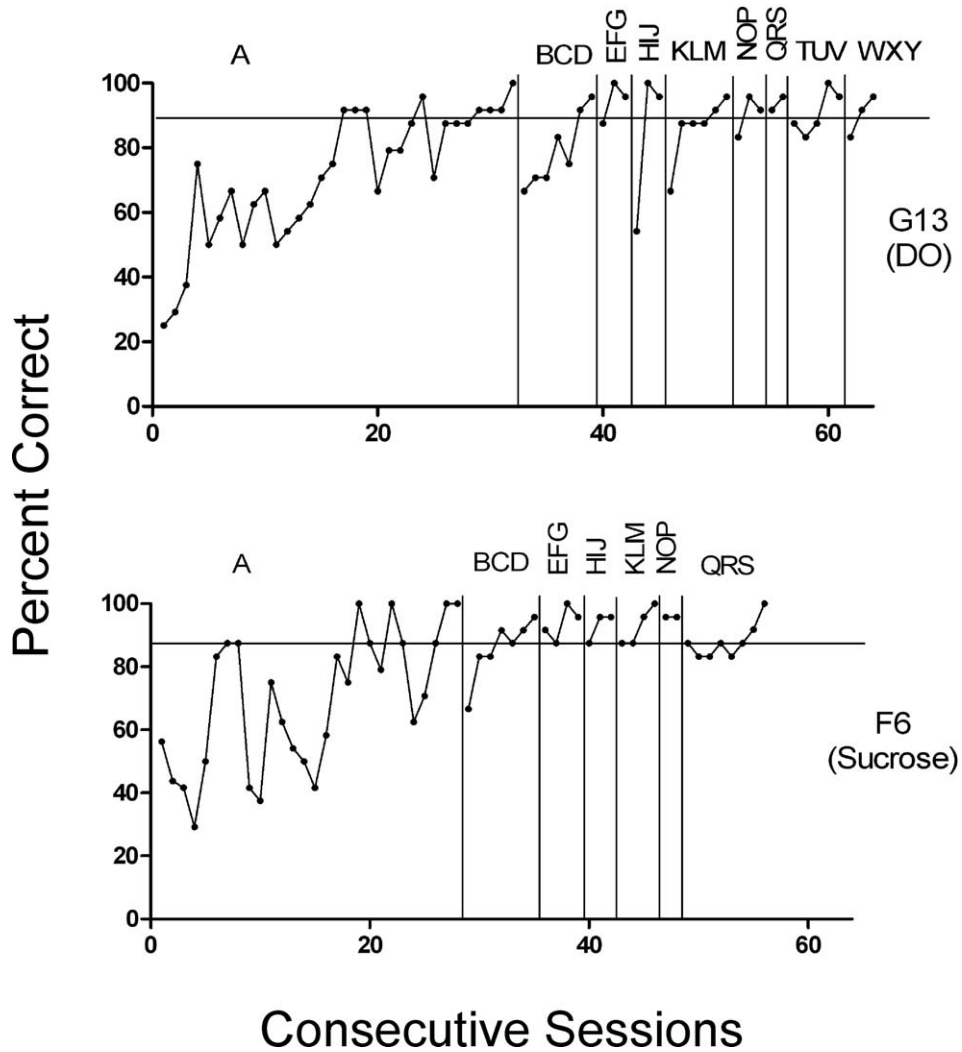 A BCD EFG HIJ KLM NOP QRS TUV WXY
100
80
60
40
20
0
0 20 40 60
G13
(DO)
Percent Correct
A BCD EFG HIJ KLM NOP QRS
100
80
60
40
20
0
0 20 40 60
F6
(Sucrose)
Consecutive Sessions